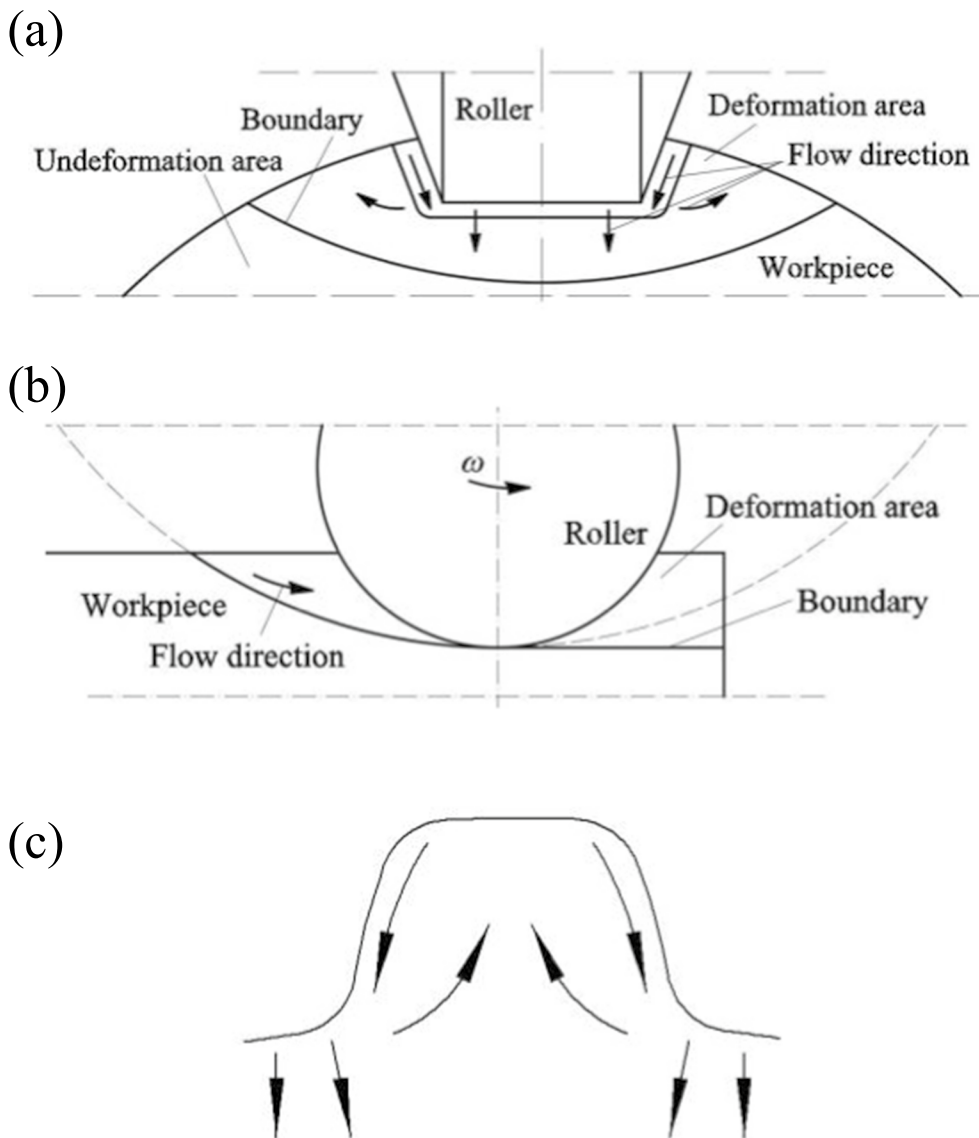 (a)
Roller
Deformation area
Boundary
Flow direction
Undeformation area
Workpiece
(b)
ω
Deformation area
Roller
Workpiece
Boundary
Flow direction
(c)